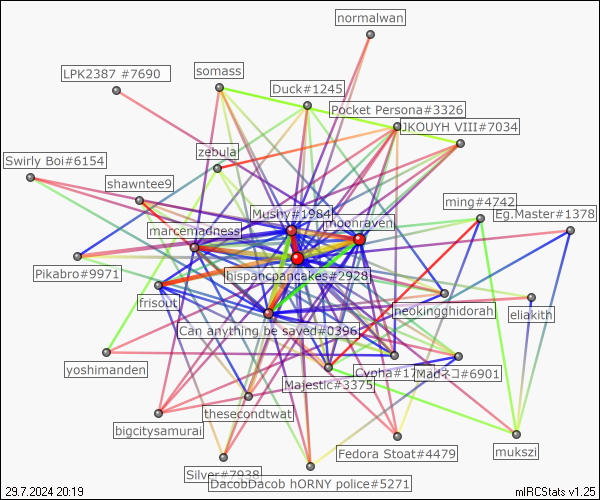 normalwan
LPK2387 #7690
somass
Duck#1245
Pocket Persona#3326
JKOUYH VIII#7034
zebula
Swirly Boi#6154
shawntee9
ming#4742
Mushy#1984
Eg.Master#1378
moonraven
marcemadness
Pikabro#9971
hispancpancakes#2928
frisout
neokingghidorah
eliakith
Can anything be saved#0396
yoshimanden
Cypha#17
Madネコ#6901
Majestic#3375
thesecondtwat
bigcitysamurai
Fedora Stoat#4479
mukszi
Silver#7938
DacobDacob hORNY police#5271
29.7.2024 20:19
mIRCStats v1.25